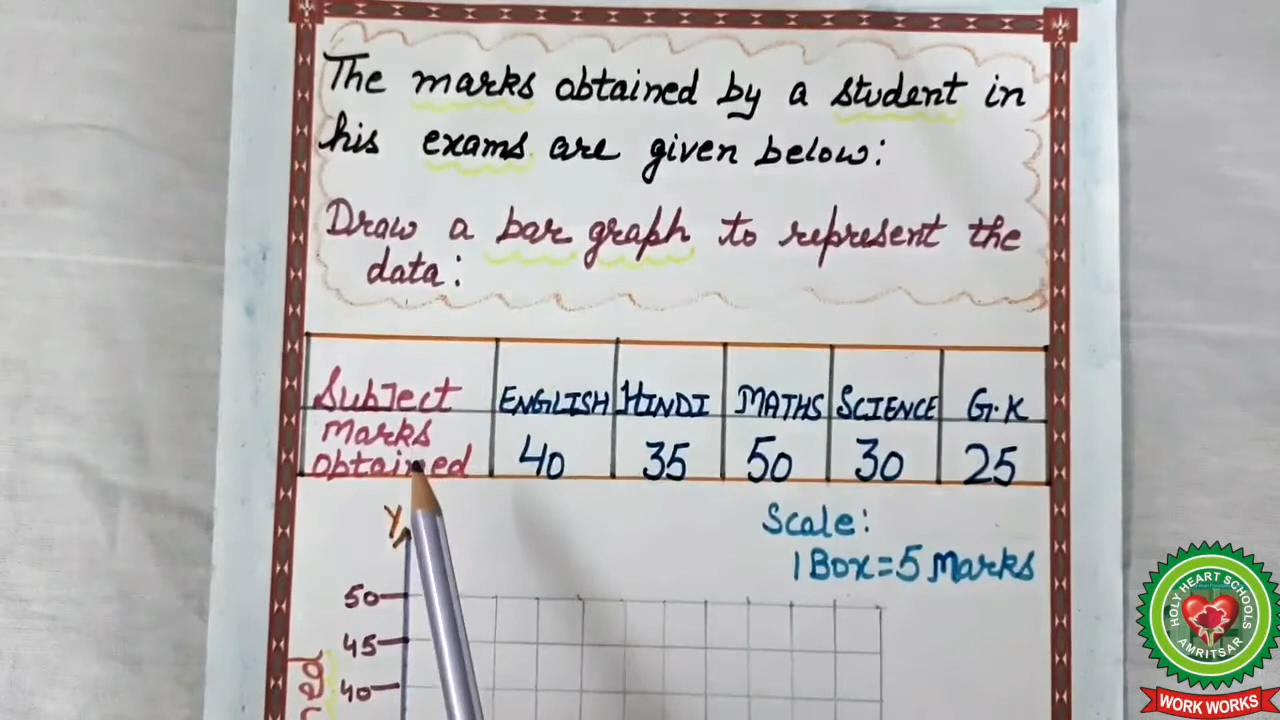 The marks obtained by a student in
his exams are given below:
Draw a bar graph to represent the
data:
Subject ENGLISH HINDI MATHS SCIENCE G.K
Marks
obtained 40 35 50 30 25
Y
Scale:
1 Box = 5 Marks
50
45
40
ned
HOLY HEART SCHOOLS
AMRITSAR
WORK WORKS